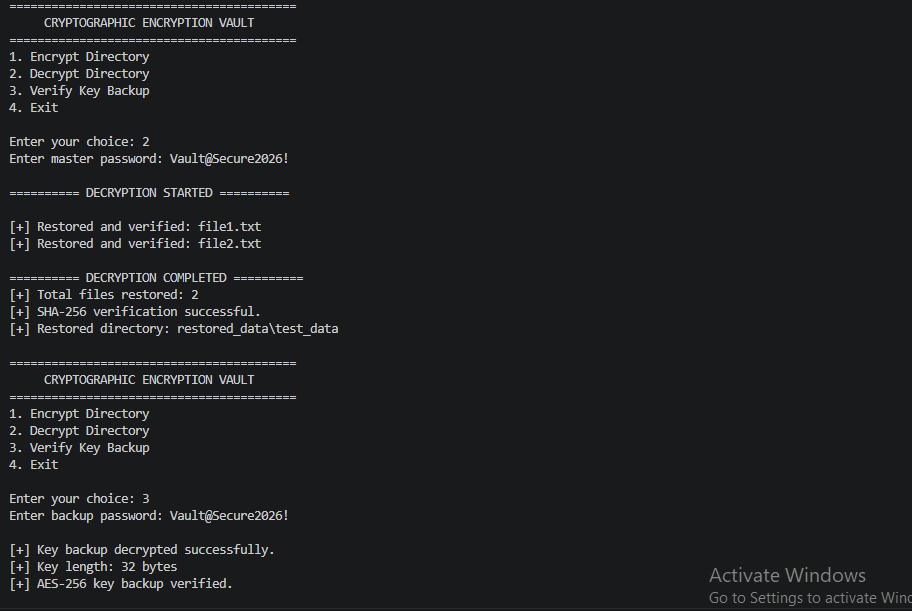 =========================================
CRYPTOGRAPHIC ENCRYPTION VAULT
=========================================
1. Encrypt Directory
2. Decrypt Directory
3. Verify Key Backup
4. Exit
Enter your choice: 2
Enter master password: Vault@Secure2026!
========== DECRYPTION STARTED ==========
[+] Restored and verified: file1.txt
[+] Restored and verified: file2.txt
========== DECRYPTION COMPLETED ==========
[+] Total files restored: 2
[+] SHA-256 verification successful.
[+] Restored directory: restored_data\test_data
=========================================
CRYPTOGRAPHIC ENCRYPTION VAULT
=========================================
1. Encrypt Directory
2. Decrypt Directory
3. Verify Key Backup
4. Exit
Enter your choice: 3
Enter backup password: Vault@Secure2026!
[+] Key backup decrypted successfully.
[+] Key length: 32 bytes
[+] AES-256 key backup verified.
Activate Windows
Go to Settings to activate Win